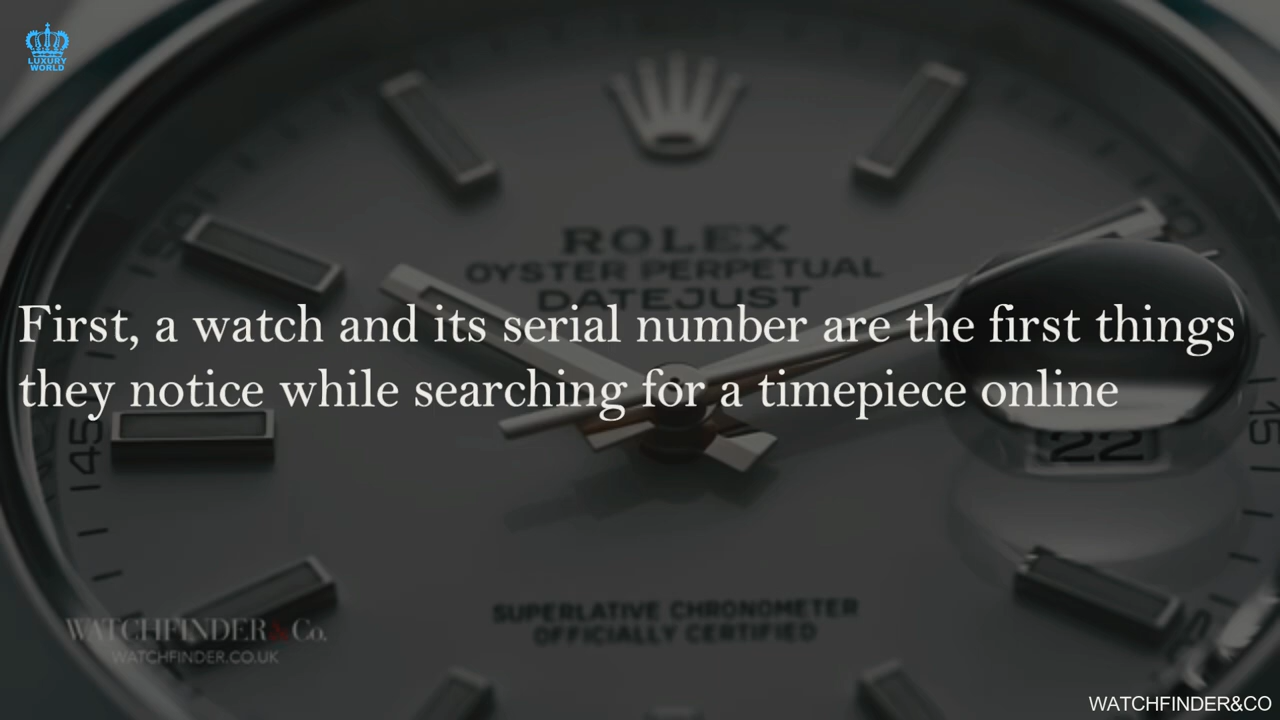 LUXURY
WORLD
ROLEX
OYSTER PERPETUAL
DATEJUST
First, a watch and its serial number are the first things
they notice while searching for a timepiece online
22
145
SUPERLATIVE CHRONOMETER
OFFICIALLY CERTIFIED
WATCHFINDER & Co.
WATCHFINDER.CO.UK
WATCHFINDER&CO